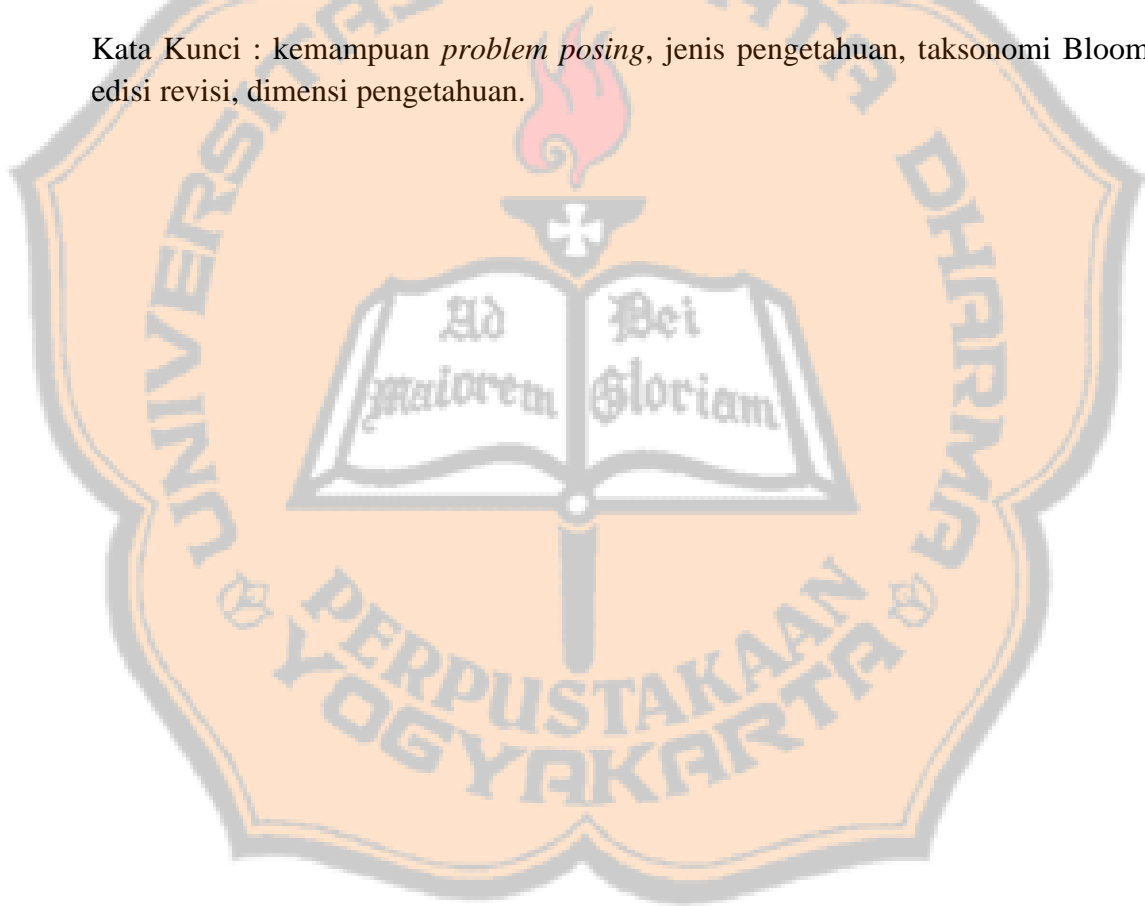 Kata Kunci : kemampuan problem posing, jenis pengetahuan, taksonomi Bloom
edisi revisi, dimensi pengetahuan.
UNIVERSITAS
ATA DHARMA
Ad
Dei
maiorem
Gloriam
PERPUSTAKAAN
YOGYAKARTA